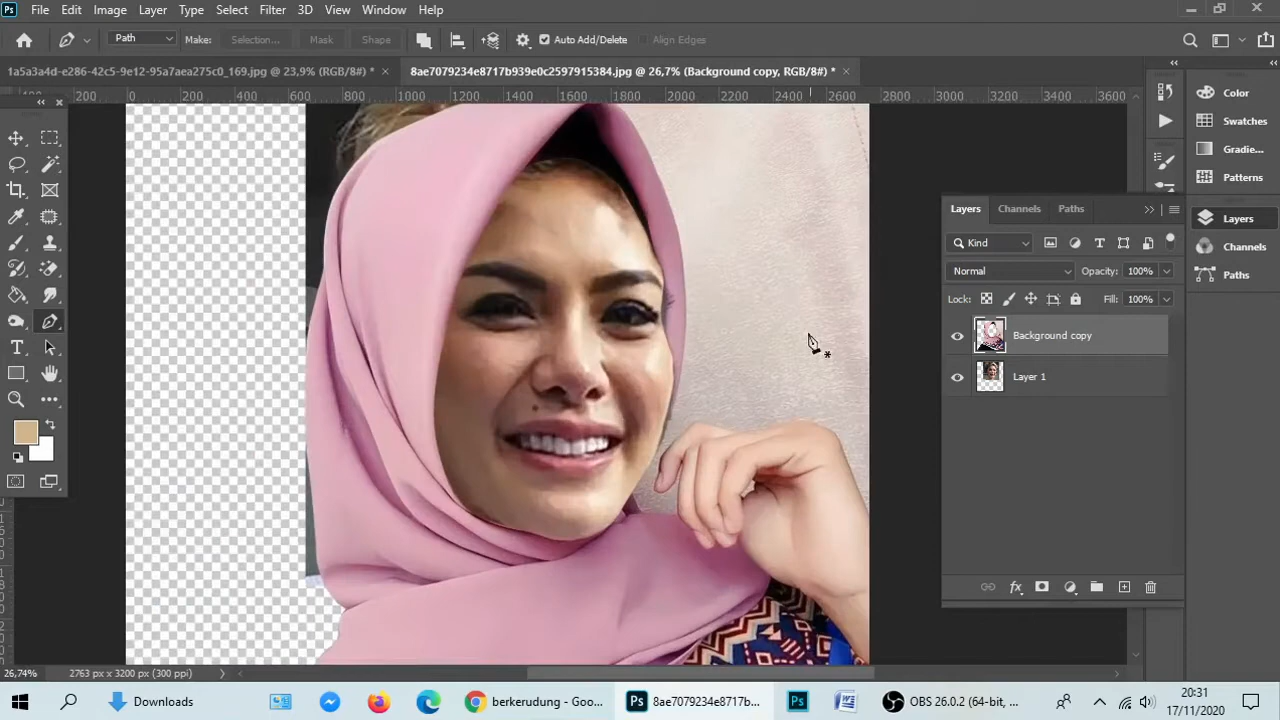 Ps File Edit Image Layer Type Select Filter 3D View Window Help
Path Make: Selection... Mask Shape Auto Add/Delete Align Edges
1a5a3a4d-e286-42c5-9e12-95a7aea275c0_169.jpg @ 23,9% (RGB/8#) * × 8ae7079234e8717b939e0c2597915384.jpg @ 26,7% (Background copy, RGB/8#) * ×
200 0 200 400 600 800 1000 1200 1400 1600 1800 2000 2200 2400 2600 2800 3000 3200 3400 3600
Color
Swatches
Gradie...
Patterns
Layers
Channels
Paths
Layers Channels Paths
Kind
Normal Opacity: 100%
Lock: Fill: 100%
Background copy
Layer 1
fx
26,74% 2763 px x 3200 px (300 ppi)
Downloads berkerudung - Goo... Ps 8ae7079234e8717b... Ps OBS 26.0.2 (64-bit, ...
20:31
17/11/2020